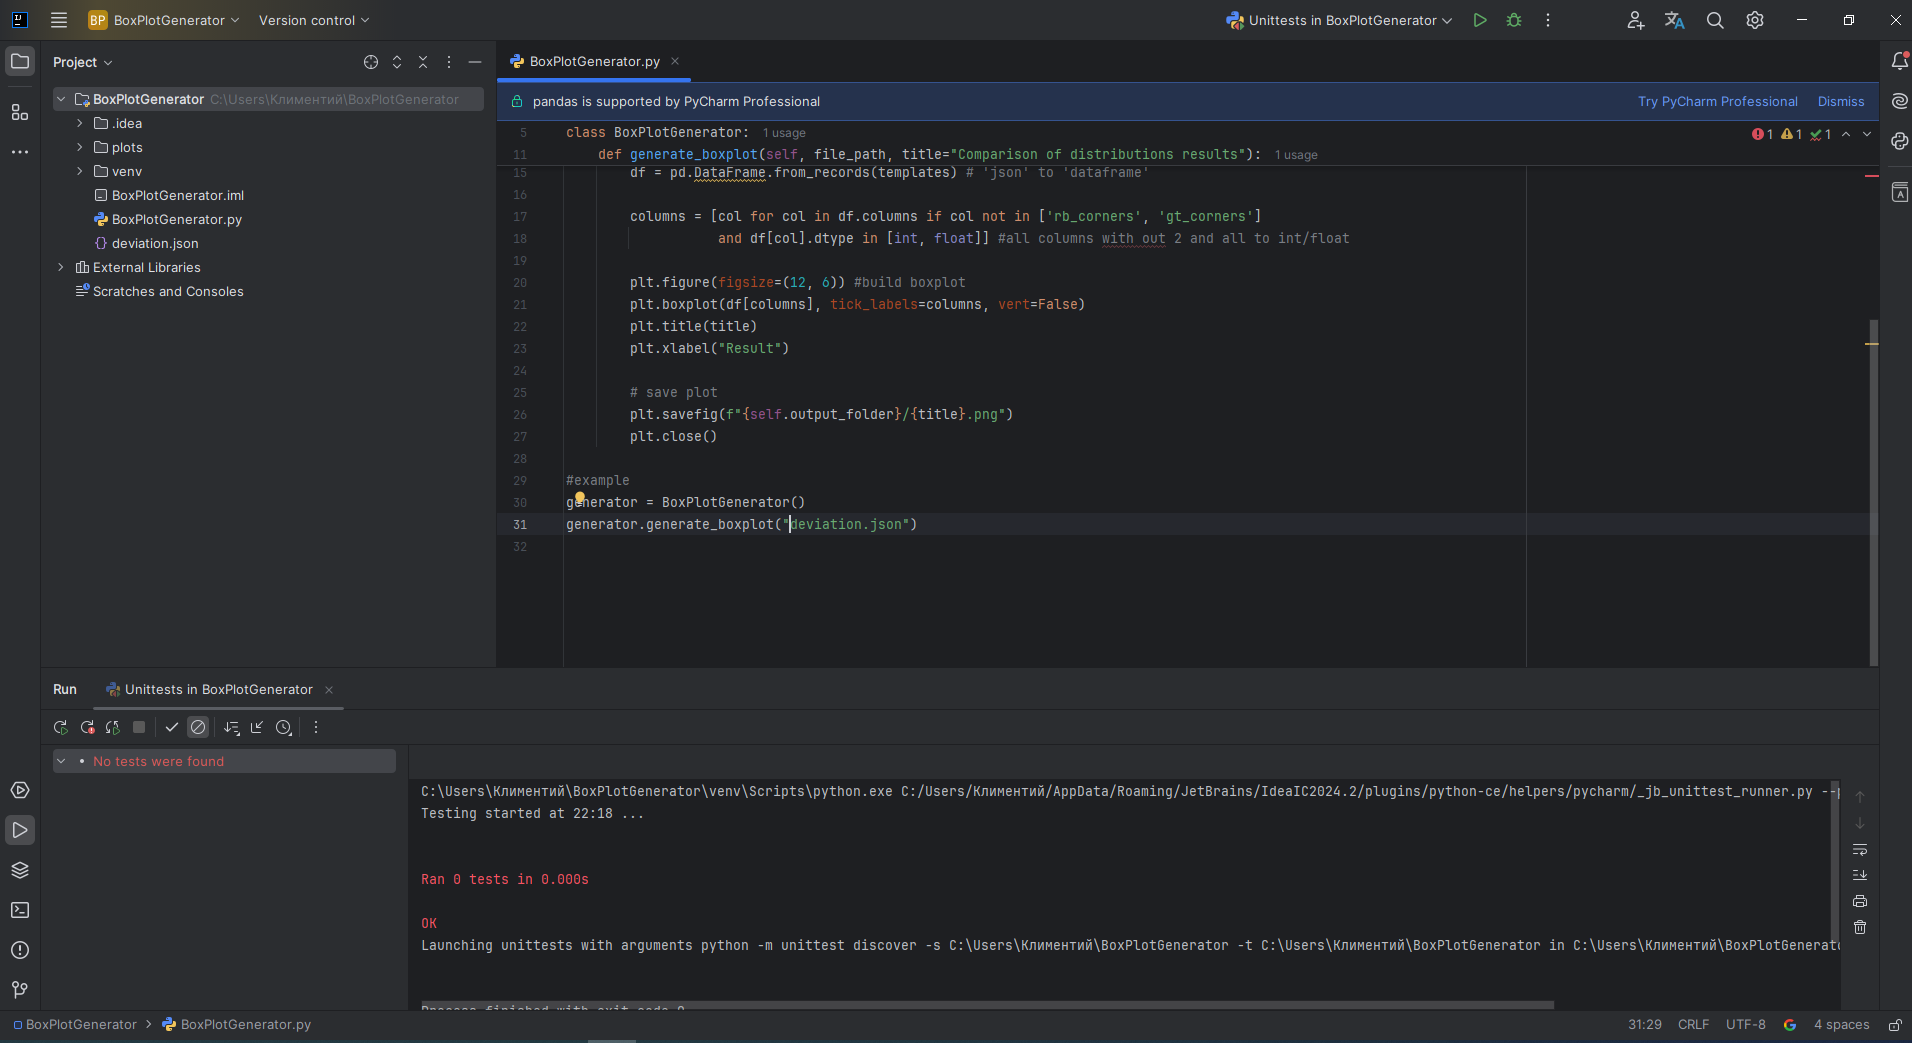 BP BoxPlotGenerator Version control Unittests in BoxPlotGenerator
Project
BoxPlotGenerator C:\Users\Климентий\BoxPlotGenerator
.idea
plots
venv
BoxPlotGenerator.iml
BoxPlotGenerator.py
deviation.json
External Libraries
Scratches and Consoles
BoxPlotGenerator.py
pandas is supported by PyCharm Professional Try PyCharm Professional Dismiss
5 class BoxPlotGenerator: 1 usage 1 1 1
11 def generate_boxplot(self, file_path, title="Comparison of distributions results"): 1 usage
15 df = pd.DataFrame.from_records(templates) # 'json' to 'dataframe'
16
17 columns = [col for col in df.columns if col not in ['rb_corners', 'gt_corners']
18 and df[col].dtype in [int, float]] #all columns with out 2 and all to int/float
19
20 plt.figure(figsize=(12, 6)) #build boxplot
21 plt.boxplot(df[columns], tick_labels=columns, vert=False)
22 plt.title(title)
23 plt.xlabel("Result")
24
25 # save plot
26 plt.savefig(f"{self.output_folder}/{title}.png")
27 plt.close()
28
29 #example
30 generator = BoxPlotGenerator()
31 generator.generate_boxplot("deviation.json")
32
Run Unittests in BoxPlotGenerator
No tests were found
C:\Users\Климентий\BoxPlotGenerator\venv\Scripts\python.exe C:/Users/Климентий/AppData/Roaming/JetBrains/IdeaIC2024.2/plugins/python-ce/helpers/pycharm/_jb_unittest_runner.py --p
Testing started at 22:18 ...
Ran 0 tests in 0.000s
OK
Launching unittests with arguments python -m unittest discover -s C:\Users\Климентий\BoxPlotGenerator -t C:\Users\Климентий\BoxPlotGenerator in C:\Users\Климентий\BoxPlotGenerato
Process finished with exit code 0
BoxPlotGenerator BoxPlotGenerator.py 31:29 CRLF UTF-8 4 spaces